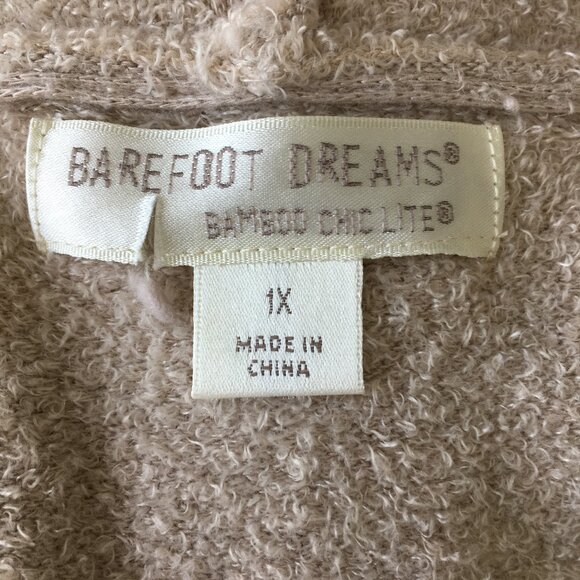 BAREFOOT DREAMS®
BAMBOO CHIC LITE®
1X
MADE IN
CHINA